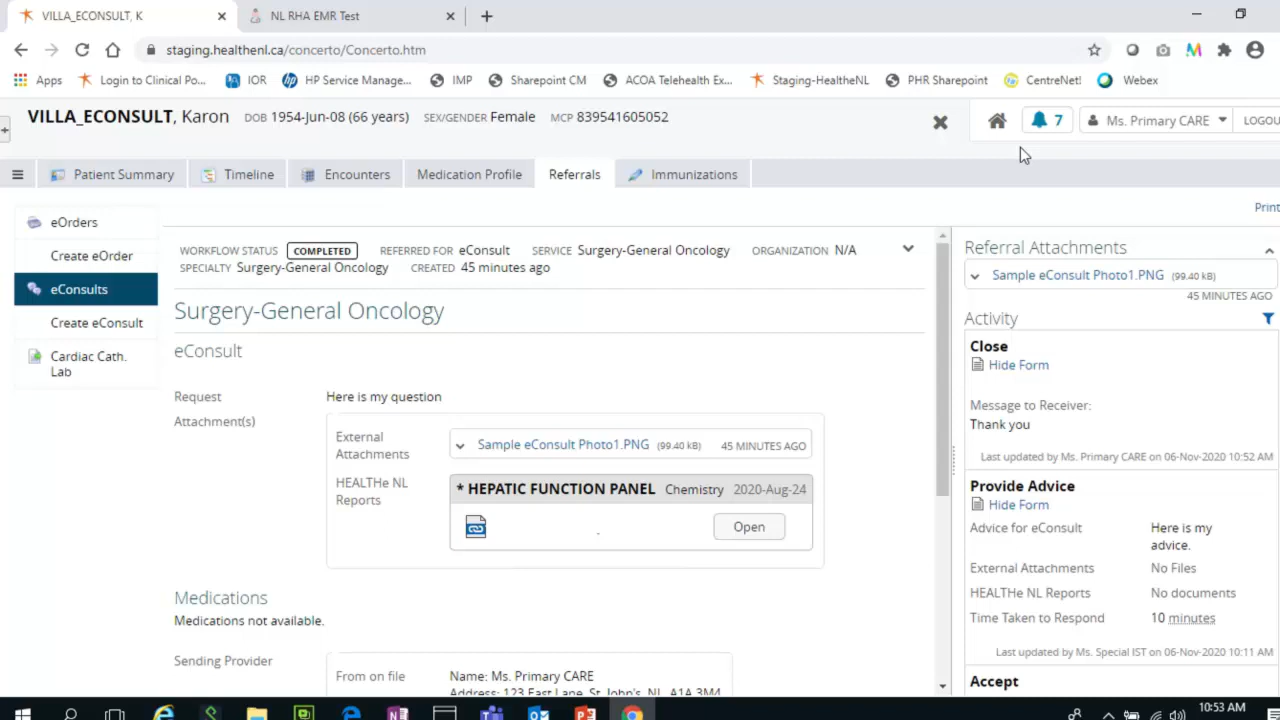 VILLA_ECONSULT, K
NL RHA EMR Test
staging.healthenl.ca/concerto/Concerto.htm
Apps
Login to Clinical Po...
IOR
HP Service Manage...
IMP
Sharepoint CM
ACOA Telehealth Ex...
Staging-HealtheNL
PHR Sharepoint
CentreNet!
Webex
VILLA_ECONSULT, Karon DOB 1954-Jun-08 (66 years) SEX/GENDER Female MCP 839541605052
7
Ms. Primary CARE
LOGOU
Patient Summary
Timeline
Encounters
Medication Profile
Referrals
Immunizations
Print
eOrders
Create eOrder
eConsults
Create eConsult
Cardiac Cath.
Lab
WORKFLOW STATUS COMPLETED REFERRED FOR eConsult SERVICE Surgery-General Oncology ORGANIZATION N/A
SPECIALTY Surgery-General Oncology CREATED 45 minutes ago
Surgery-General Oncology
eConsult
Request Here is my question
Attachment(s)
External
Attachments
Sample eConsult Photo1.PNG (99.40 kB) 45 MINUTES AGO
HEALTHe NL
Reports
* HEPATIC FUNCTION PANEL Chemistry 2020-Aug-24
.
Open
Medications
Medications not available.
Sending Provider
From on file Name: Ms. Primary CARE
Address: 123 East Lane, St. John's, NL, A1A 3M4
Referral Attachments
Sample eConsult Photo1.PNG (99.40 kB)
45 MINUTES AGO
Activity
Close
Hide Form
Message to Receiver:
Thank you
Last updated by Ms. Primary CARE on 06-Nov-2020 10:52 AM
Provide Advice
Hide Form
Advice for eConsult Here is my
advice.
External Attachments No Files
HEALTHe NL Reports No documents
Time Taken to Respond 10 minutes
Last updated by Ms. Special IST on 06-Nov-2020 10:11 AM
Accept
10:53 AM